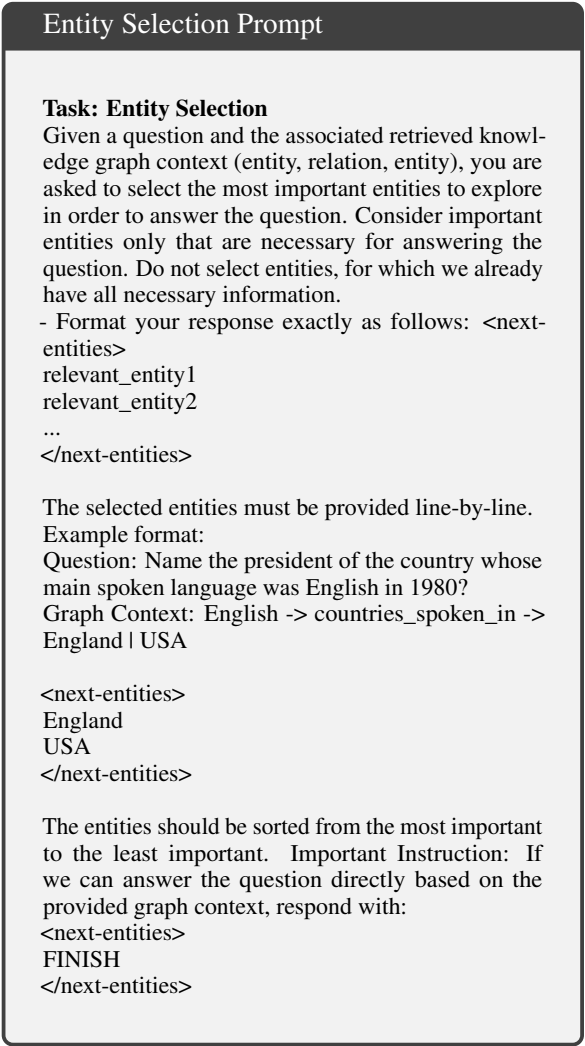 Entity Selection Prompt
Task: Entity Selection
Given a question and the associated retrieved knowl-
edge graph context (entity, relation, entity), you are
asked to select the most important entities to explore
in order to answer the question. Consider important
entities only that are necessary for answering the
question. Do not select entities, for which we already
have all necessary information.
- Format your response exactly as follows: <next-
entities>
relevant_entity1
relevant_entity2
...
</next-entities>
The selected entities must be provided line-by-line.
Example format:
Question: Name the president of the country whose
main spoken language was English in 1980?
Graph Context: English -> countries_spoken_in ->
England | USA
<next-entities>
England
USA
</next-entities>
The entities should be sorted from the most important
to the least important. Important Instruction: If
we can answer the question directly based on the
provided graph context, respond with:
<next-entities>
FINISH
</next-entities>